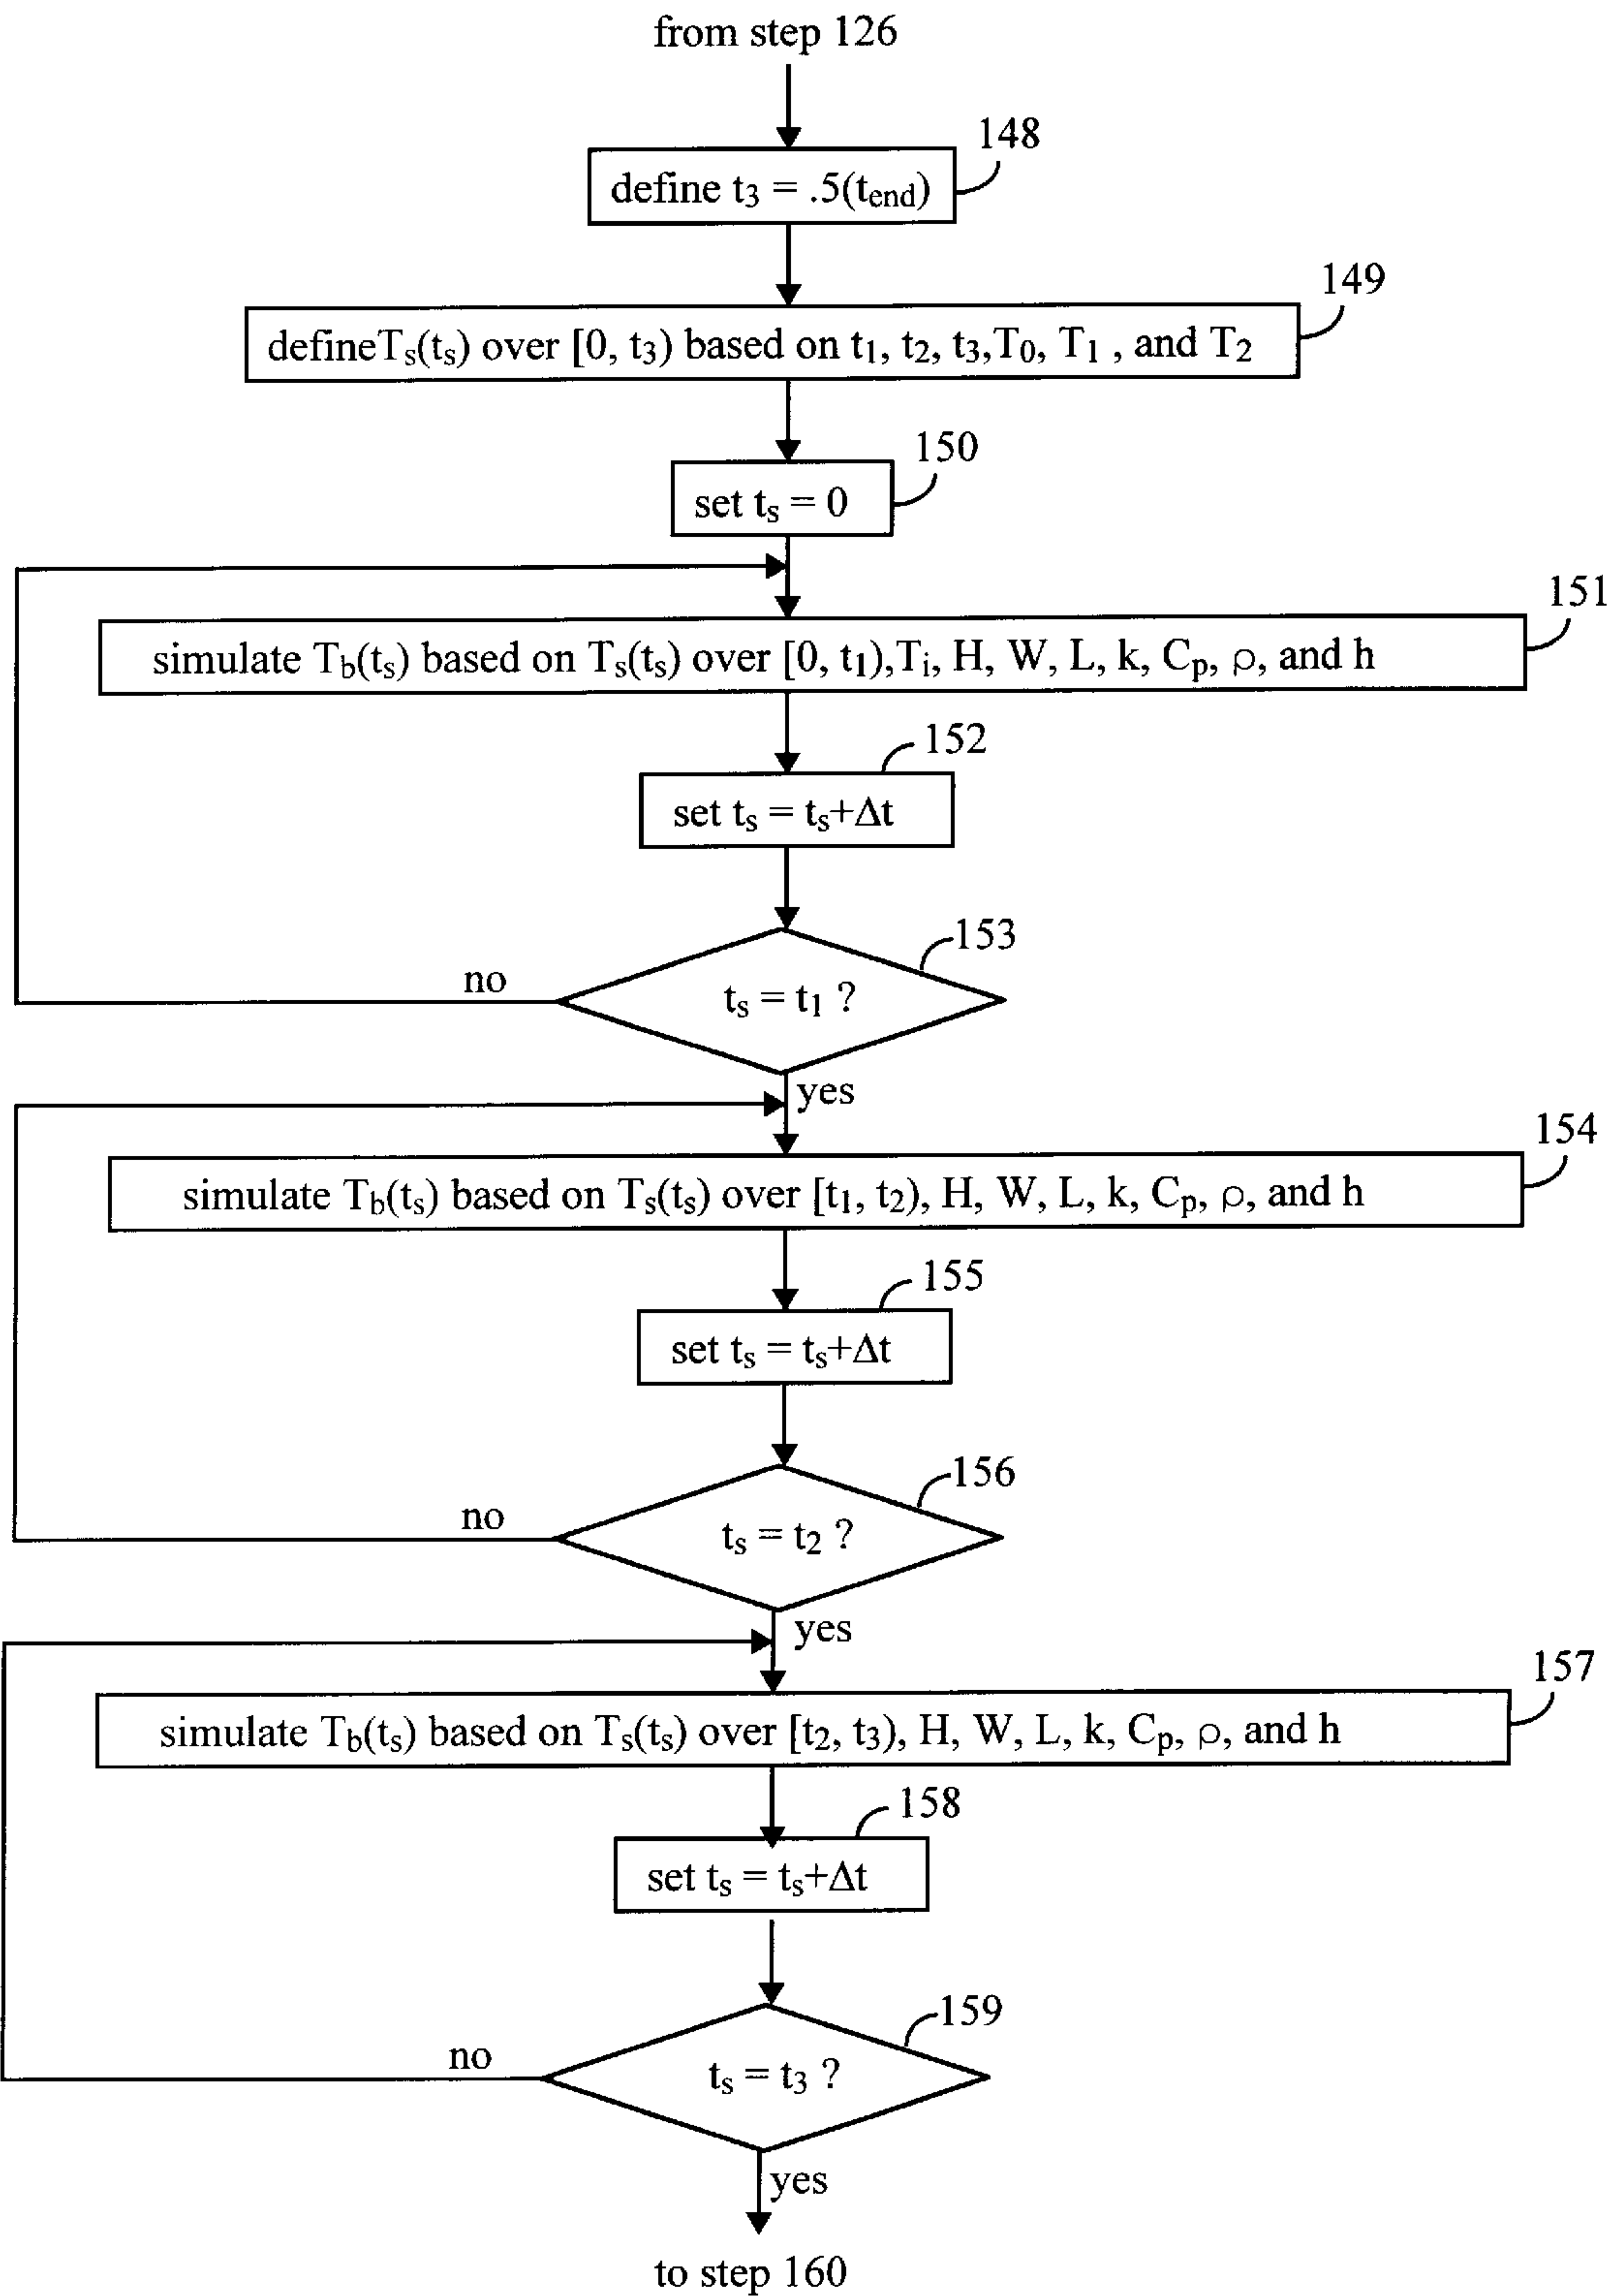 from step 126
148
define t₃ = .5(tₑₙd)
149
defineTₛ(tₛ) over [0, t₃) based on t₁, t₂, t₃,T₀, T₁ , and T₂
150
set tₛ = 0
151
simulate T_b(tₛ) based on Tₛ(tₛ) over [0, t₁),Tᵢ, H, W, L, k, Cₚ, ρ, and h
152
set tₛ = tₛ+Δt
153
tₛ = t₁ ?
no
yes
154
simulate T_b(tₛ) based on Tₛ(tₛ) over [t₁, t₂), H, W, L, k, Cₚ, ρ, and h
155
set tₛ = tₛ+Δt
156
tₛ = t₂ ?
no
yes
157
simulate T_b(tₛ) based on Tₛ(tₛ) over [t₂, t₃), H, W, L, k, Cₚ, ρ, and h
158
set tₛ = tₛ+Δt
159
tₛ = t₃ ?
no
yes
to step 160